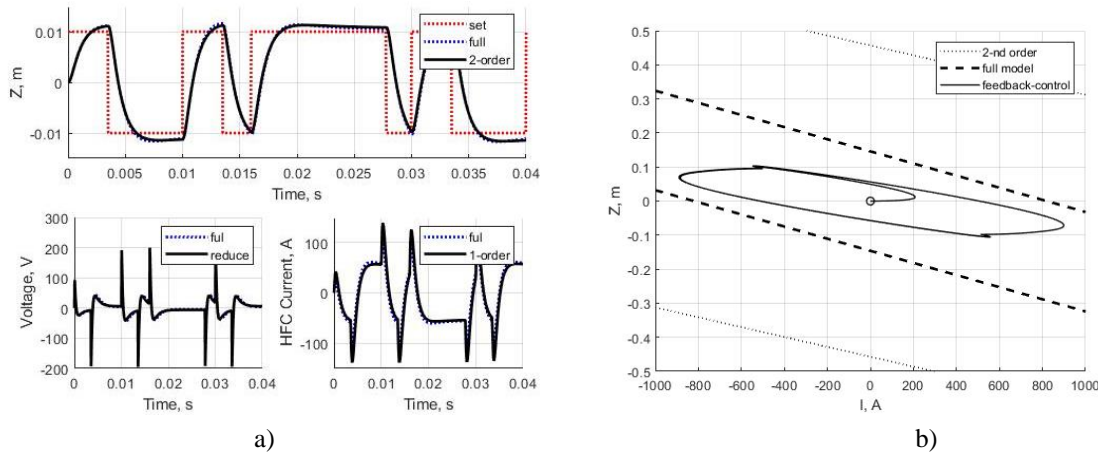 0.01
0
-0.01
Z, m
set
full
2-order
0 0.005 0.01 0.015 0.02 0.025 0.03 0.035 0.04
Time, s
300
200
100
0
-100
-200
Voltage, V
ful
reduce
0 0.01 0.02 0.03 0.04
Time, s
100
0
-100
HFC Current, A
ful
1-order
0 0.01 0.02 0.03 0.04
Time, s
a)
0.5
0.4
0.3
0.2
0.1
0
-0.1
-0.2
-0.3
-0.4
-0.5
Z, m
2-nd order
full model
feedback-control
-1000 -800 -600 -400 -200 0 200 400 600 800 1000
I, A
b)